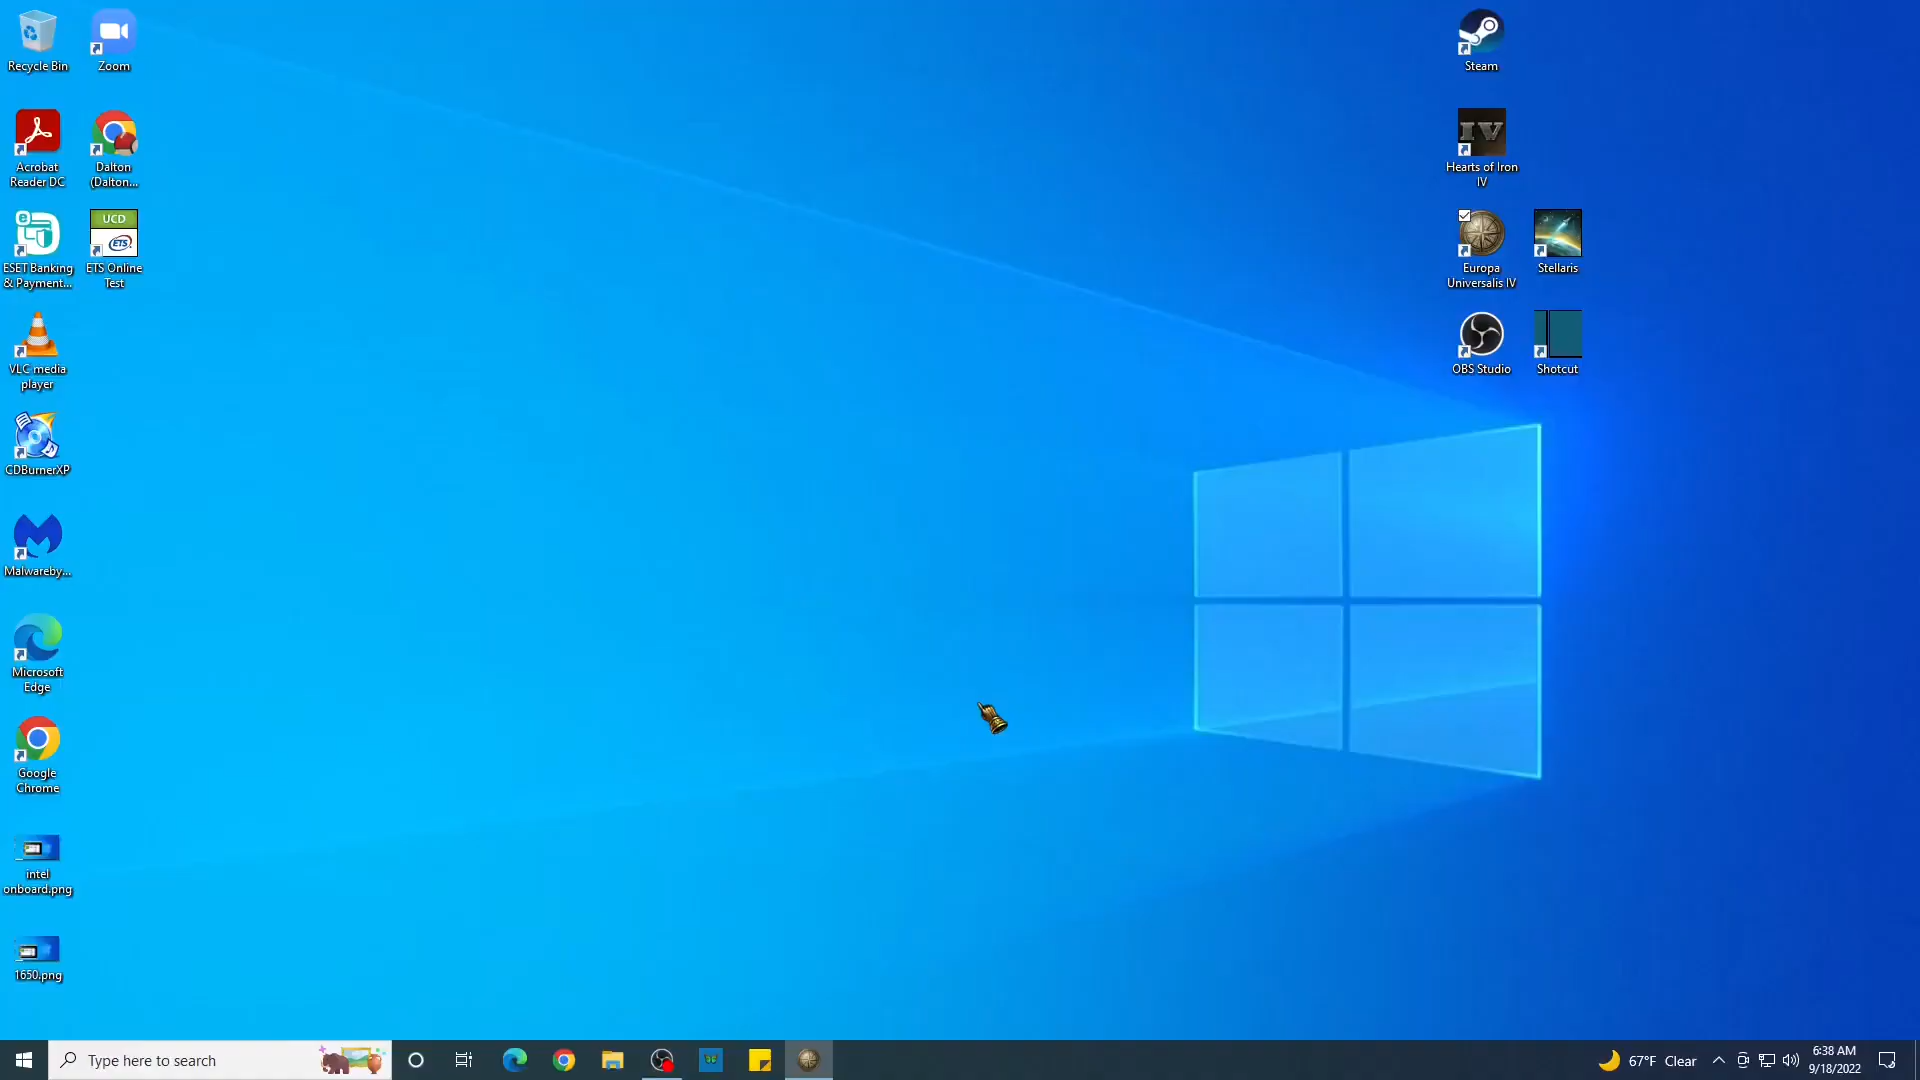 Recycle Bin
Zoom
Acrobat
Reader DC
Dalton
(Dalton...
ESET Banking
& Payment...
UCD
ETS
ETS Online
Test
VLC media
player
CDBurnerXP
Malwareby...
Microsoft
Edge
Google
Chrome
intel
onboard.png
1650.png
Steam
IV
Hearts of Iron
IV
Europa
Universalis IV
Stellaris
OBS Studio
Shotcut
Type here to search
67°F Clear
6:38 AM
9/18/2022